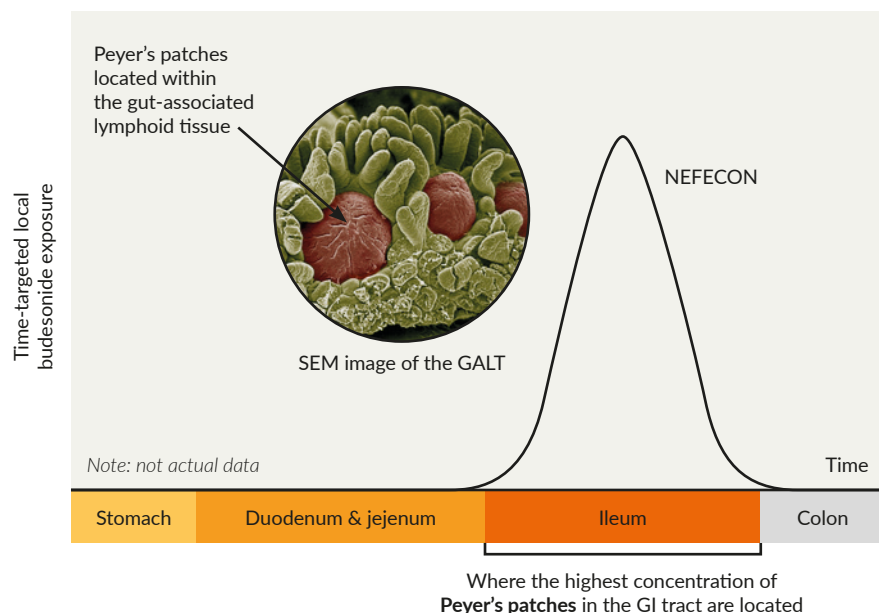 Peyer's patches
located within
the gut-associated
lymphoid tissue
NEFECON
Time-targeted local
budesonide exposure
SEM image of the GALT
Note: not actual data
Time
Stomach
Duodenum & jejenum
Ileum
Colon
Where the highest concentration of
Peyer's patches in the GI tract are located